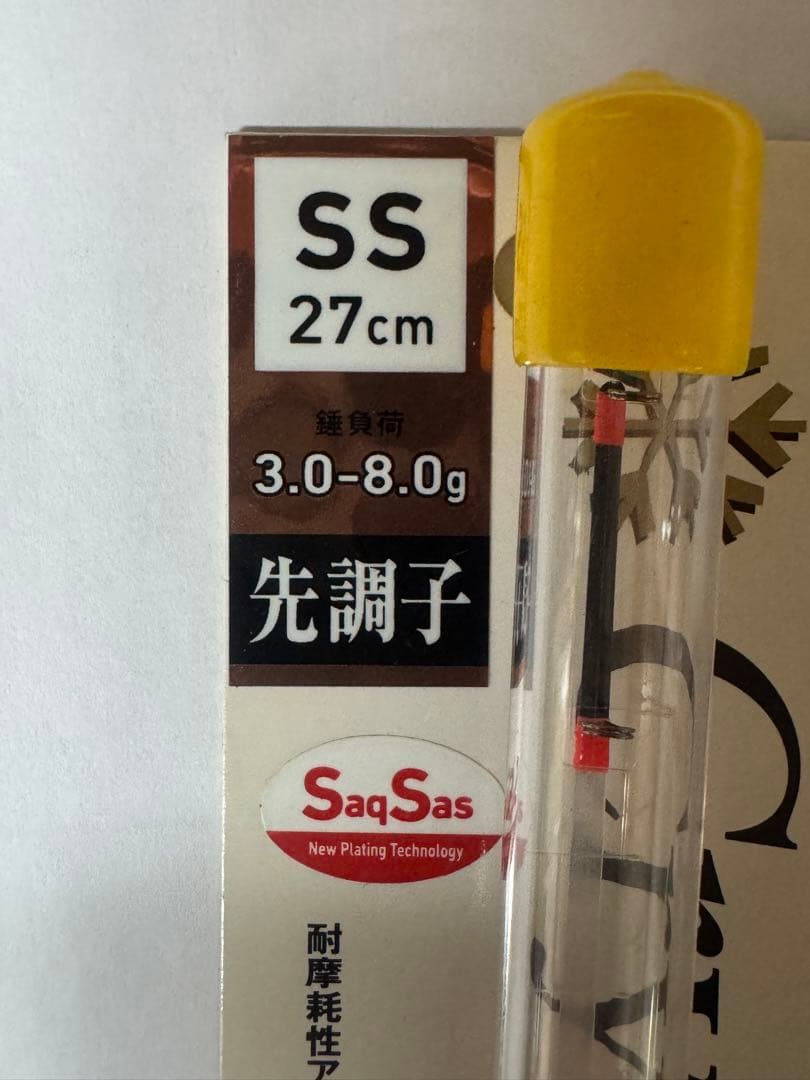 SS
27cm
錘負荷
3.0-8.0g
先調子
SaqSas
New Plating Technology
耐摩耗性ア